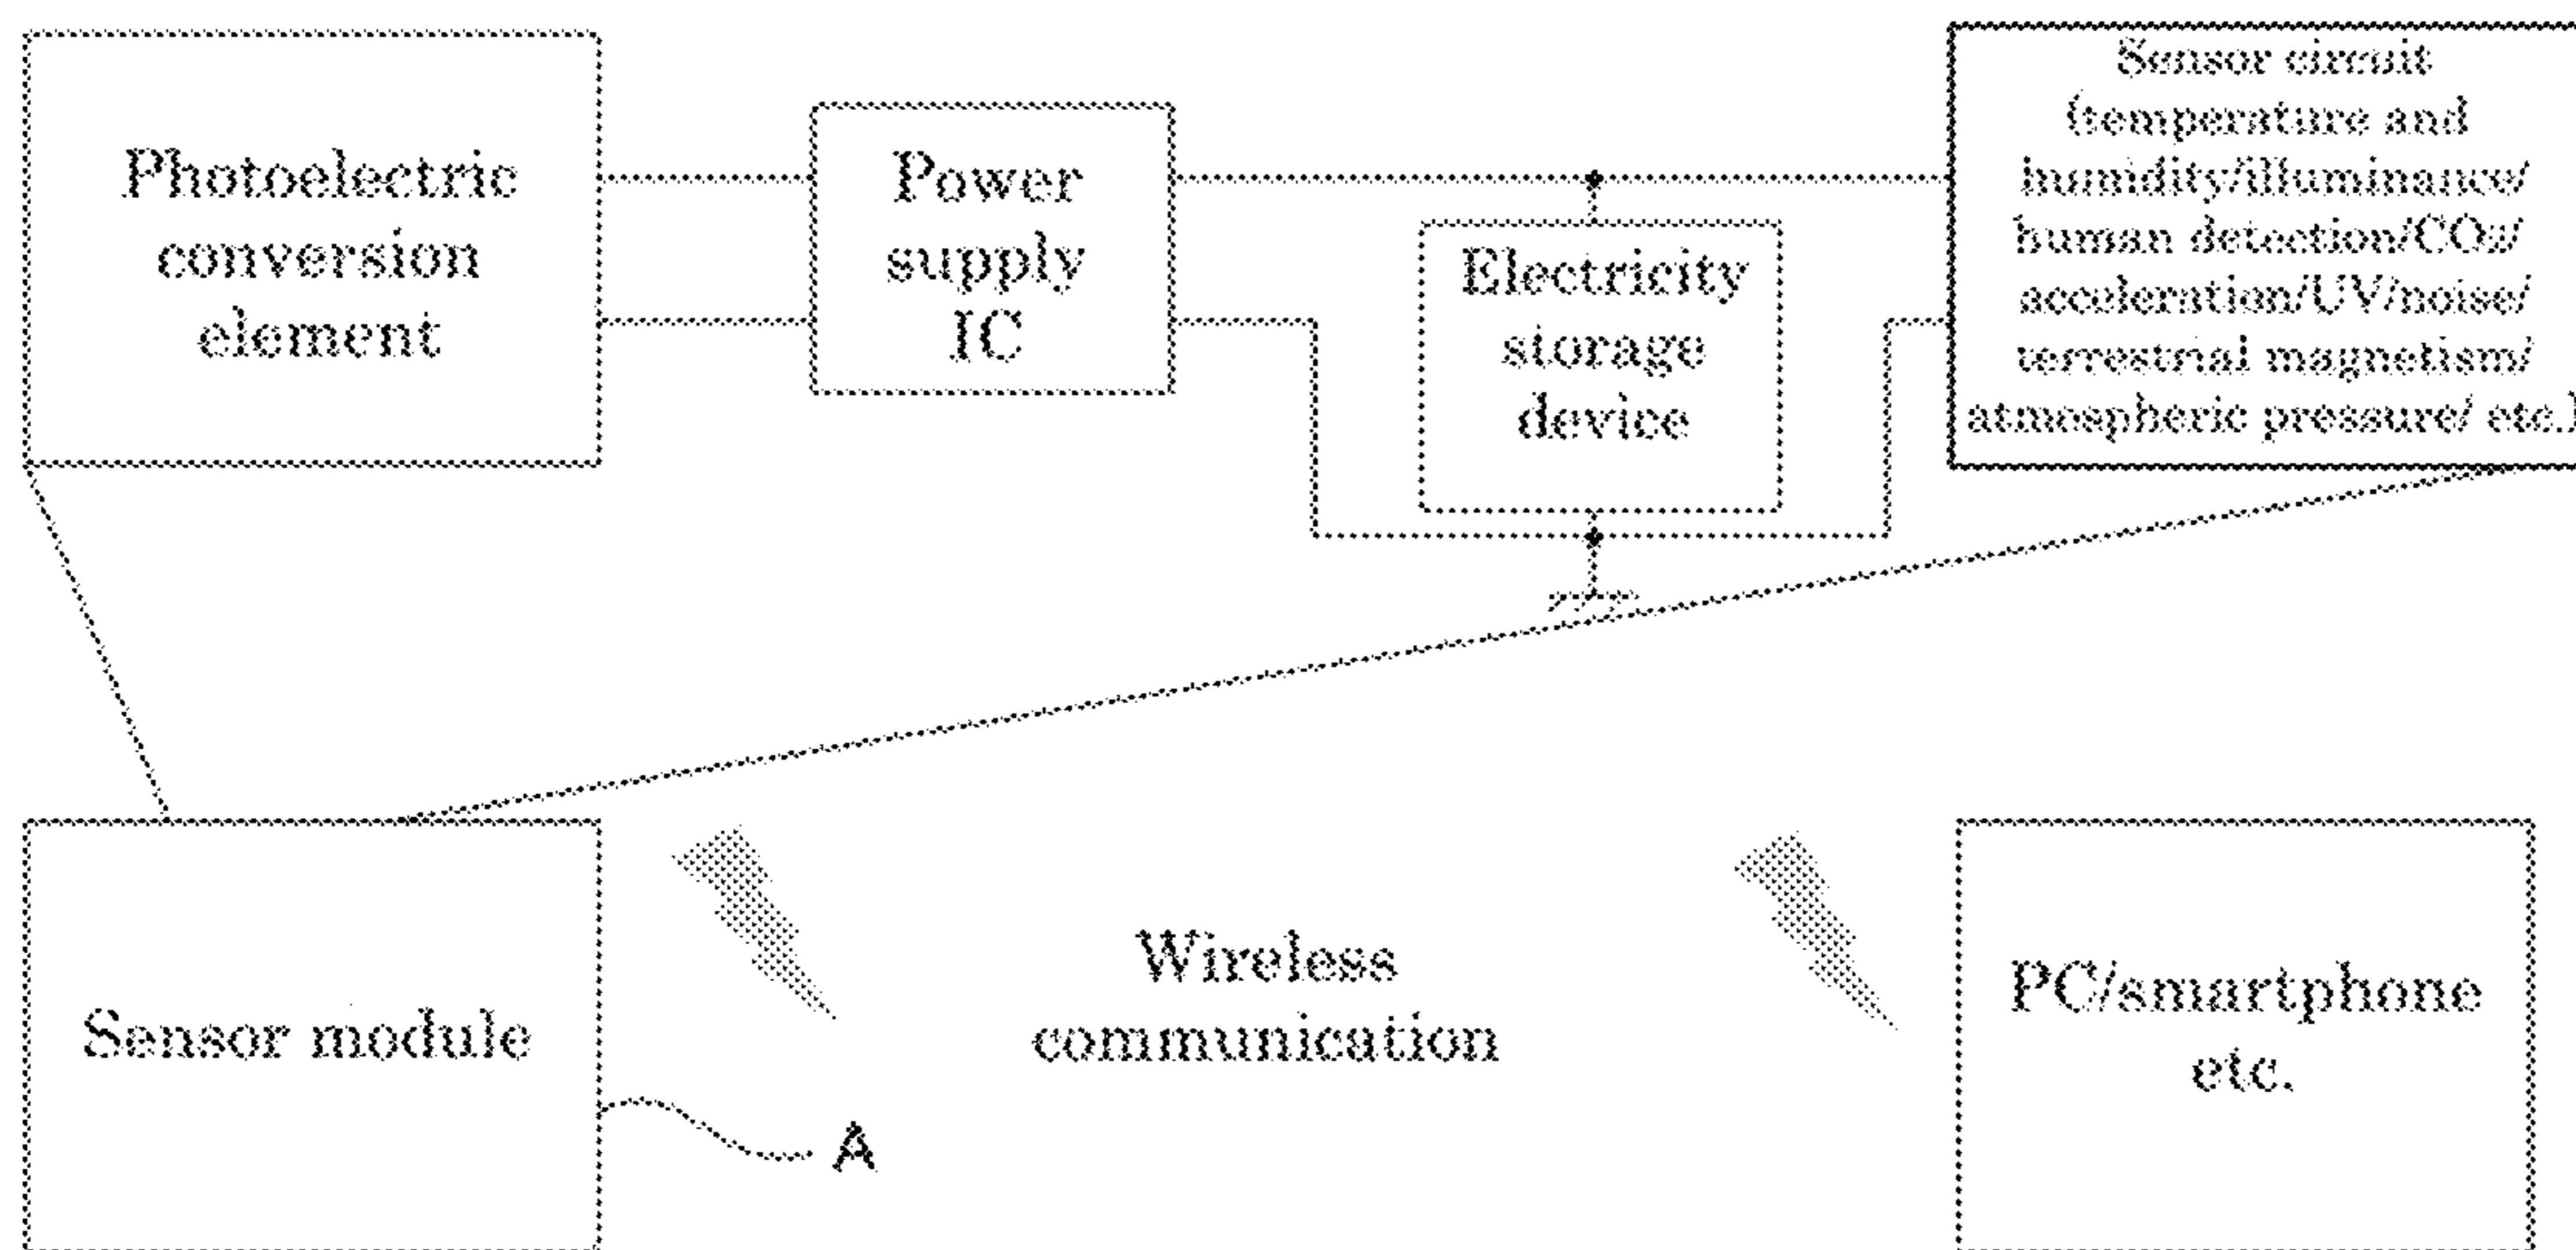 Photoelectric
conversion
element
Power
supply
IC
Electricity
storage
device
Sensor circuit
(temperature and
humidity/illuminance/
human detection/CO₂/
acceleration/UV/noise/
terrestrial magnetism/
atmospheric pressure/ etc.)
Sensor module
A
Wireless
communication
PC/smartphone
etc.